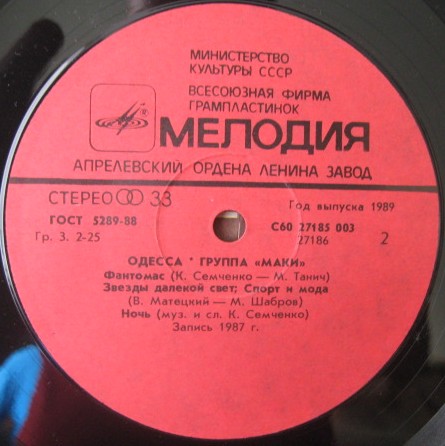 МИНИСТЕРСТВО
КУЛЬТУРЫ СССР
ВСЕСОЮЗНАЯ ФИРМА
ГРАМПЛАСТИНОК
МЕЛОДИЯ
АПРЕЛЕВСКИЙ ОРДЕНА ЛЕНИНА ЗАВОД
СТЕРЕО 33
Год выпуска 1989
ГОСТ 5289-88
С60 27185 003
Гр. 3. 2-25
27186
2
ОДЕССА * ГРУППА «МАКИ»
Фантомас (К. Семченко — М. Танич)
Звезды далекой свет; Спорт и мода
(В. Матецкий — М. Шабров)
Ночь (муз. и сл. К. Семченко)
Запись 1987 г.